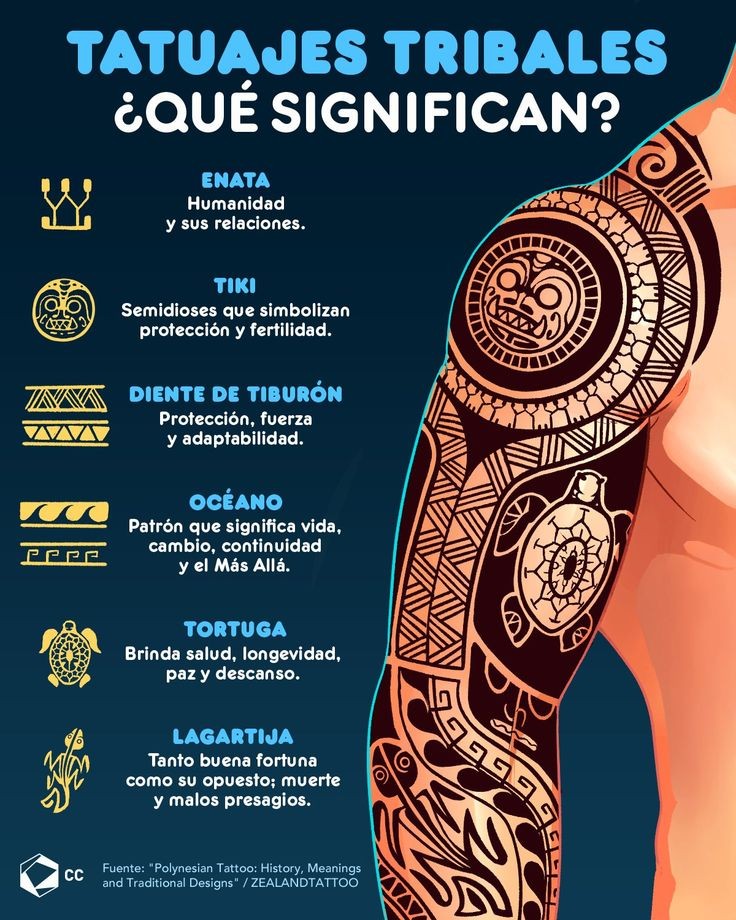 TATUAJES TRIBALES
¿QUÉ SIGNIFICAN?
ENATA
Humanidad
y sus relaciones.
TIKI
Semidioses que simbolizan
protección y fertilidad.
DIENTE DE TIBURÓN
Protección, fuerza
y adaptabilidad.
OCÉANO
Patrón que significa vida,
cambio, continuidad
y el Más Allá.
TORTUGA
Brinda salud, longevidad,
paz y descanso.
LAGARTIJA
Tanto buena fortuna
como su opuesto; muerte
y malos presagios.
CC
Fuente: "Polynesian Tattoo: History, Meanings
and Traditional Designs" / ZEALANDTATTOO